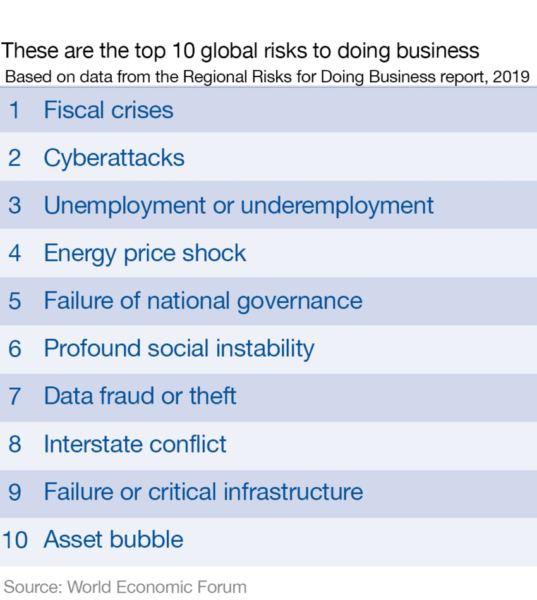 These are the top 10 global risks to doing business
Based on data from the Regional Risks for Doing Business report, 2019
1 Fiscal crises
2 Cyberattacks
3 Unemployment or underemployment
4 Energy price shock
5 Failure of national governance
6 Profound social instability
7 Data fraud or theft
8 Interstate conflict
9 Failure or critical infrastructure
10 Asset bubble
Source: World Economic Forum